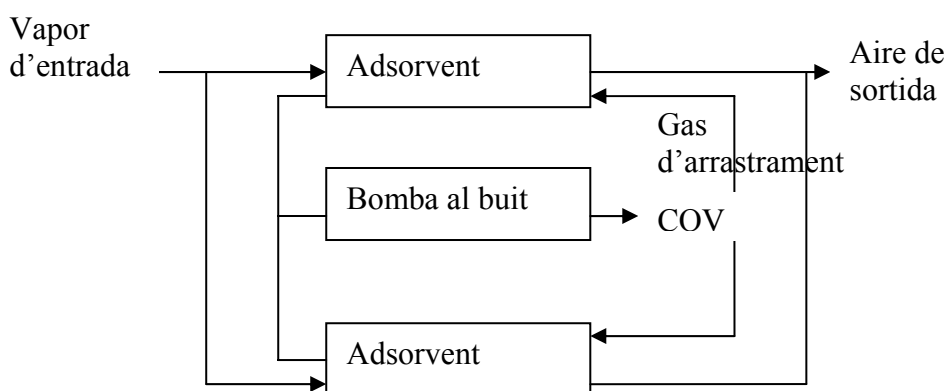 Vapor
d’entrada
Adsorvent
Aire de
sortida
Gas
d’arrastrament
Bomba al buit
COV
Adsorvent